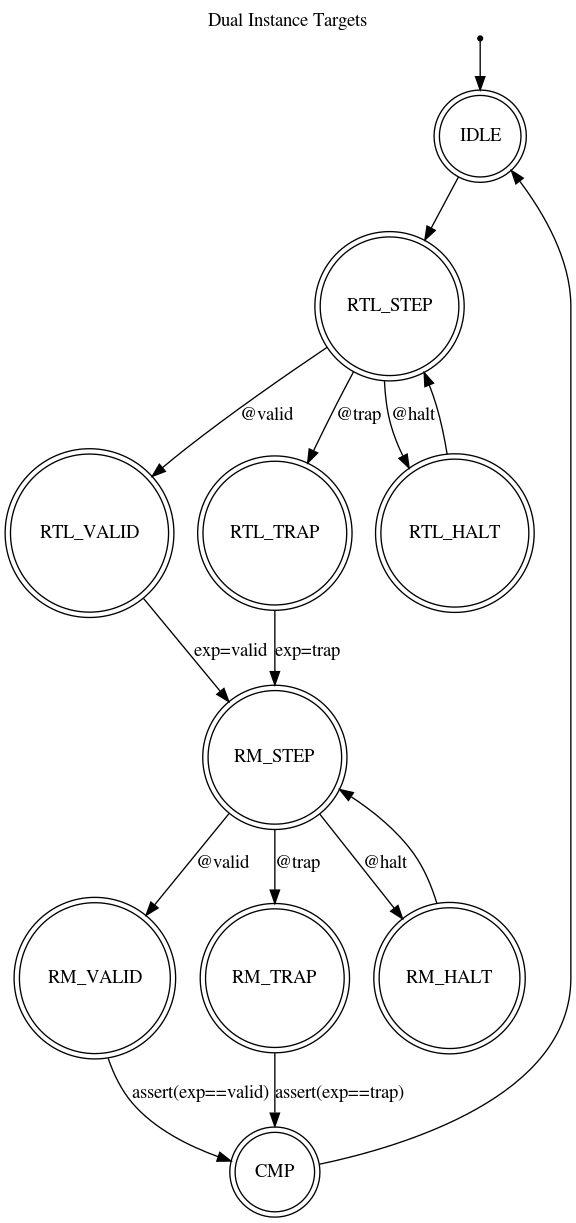 Dual Instance Targets
IDLE
RTL_STEP
@valid
@trap
@halt
RTL_VALID
RTL_TRAP
RTL_HALT
exp=valid
exp=trap
RM_STEP
@valid
@trap
@halt
RM_VALID
RM_TRAP
RM_HALT
assert(exp==valid)
assert(exp==trap)
CMP